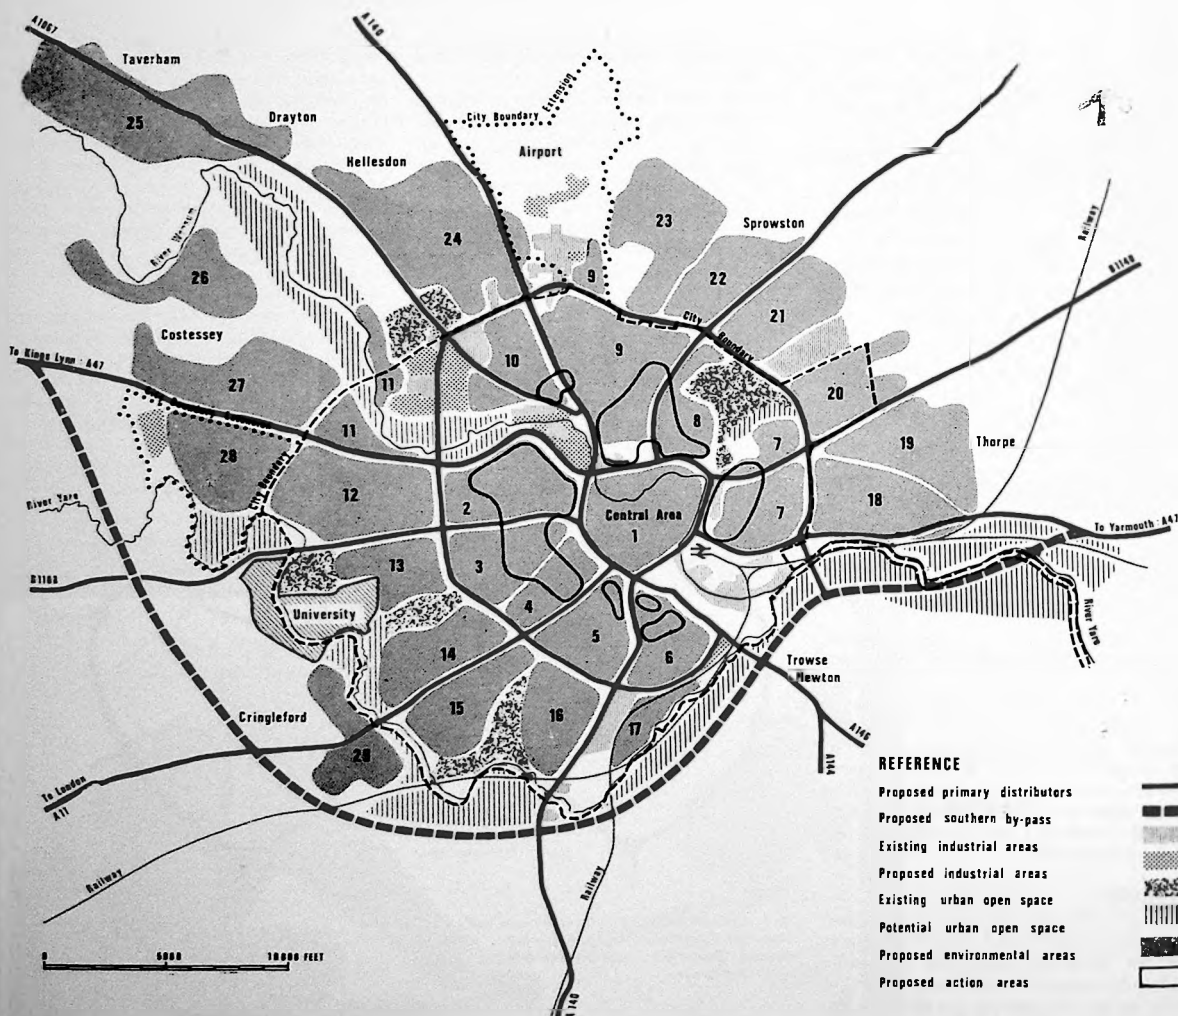 A1067
Taverham
A 140
City Boundary Extension
Drayton
25
Airport
Hellesdon
23
Sprowston
Railway
River Wensum
24
B1140
26
9
22
City Boundary
21
Costessey
To Kings Lynn : A47
10
9
27
11
20
8
11
7
19
Thorpe
28
City Boundary
12
River Yare
2
Central Area
1
7
18
To Yarmouth : A47
B1108
13
3
University
4
River Yare
5
14
6
Trowse Newton
Cringleford
15
16
17
A146
28
A144
To London
A11
Railway
Railway
0 5000 10000 FEET
A 140
REFERENCE
Proposed primary distributors
Proposed southern by-pass
Existing industrial areas
Proposed industrial areas
Existing urban open space
Potential urban open space
Proposed environmental areas
Proposed action areas